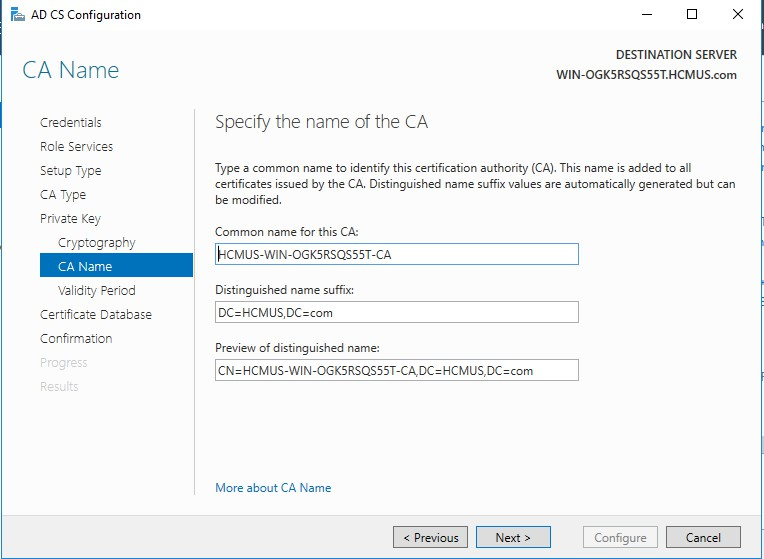 AD CS Configuration
CA Name
DESTINATION SERVER
WIN-OGK5RSQS55T.HCMUS.com
Credentials
Role Services
Setup Type
CA Type
Private Key
Cryptography
CA Name
Validity Period
Certificate Database
Confirmation
Progress
Results
Specify the name of the CA
Type a common name to identify this certification authority (CA). This name is added to all
certificates issued by the CA. Distinguished name suffix values are automatically generated but can
be modified.
Common name for this CA:
HCMUS-WIN-OGK5RSQS55T-CA
Distinguished name suffix:
DC=HCMUS,DC=com
Preview of distinguished name:
CN=HCMUS-WIN-OGK5RSQS55T-CA,DC=HCMUS,DC=com
More about CA Name
< Previous
Next >
Configure
Cancel